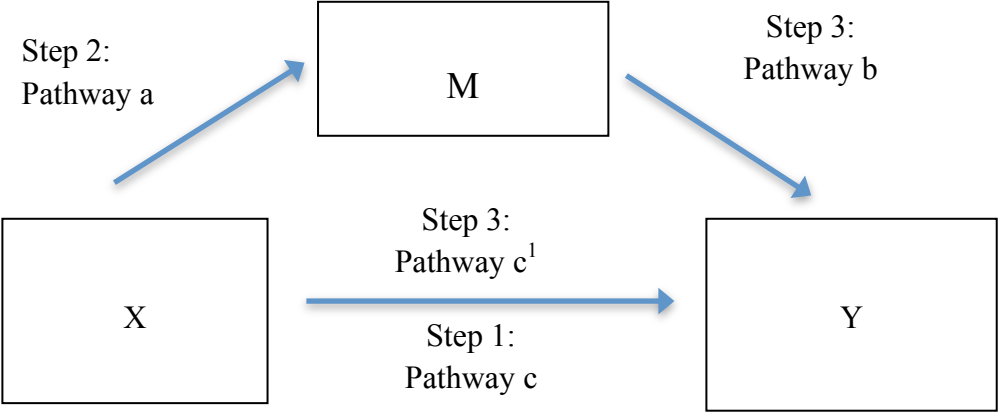 Step 2:
Pathway a
M
Step 3:
Pathway b
X
Step 3:
Pathway c¹
Step 1:
Pathway c
Y